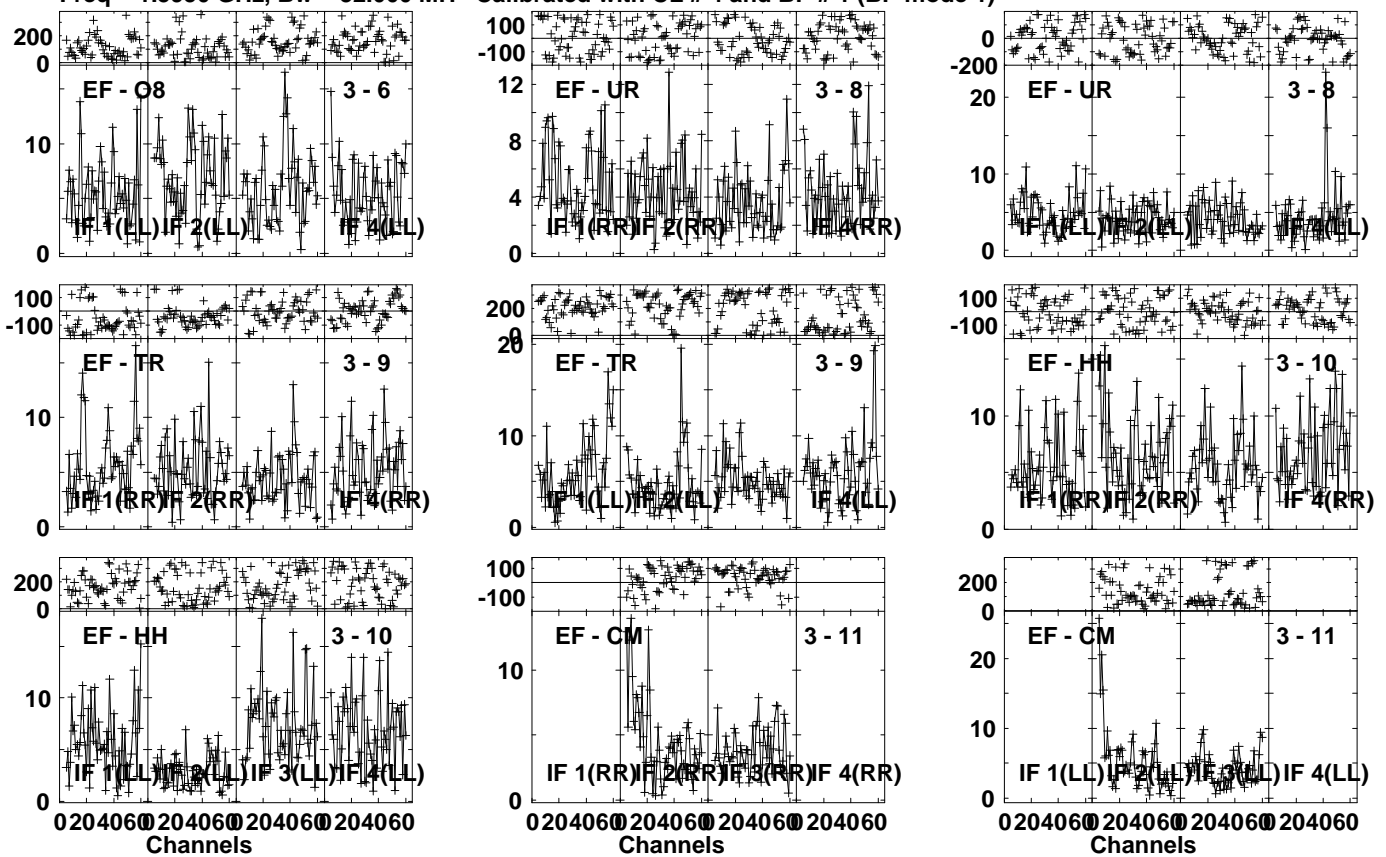 200
0
EF - O8
3 - 6
10
0
IF 1(LL)
IF 2(LL)
IF 4(LL)
100
-100
12
EF - UR
3 - 8
8
4
0
IF 1(RR)
IF 2(RR)
IF 4(RR)
0
-200
20
EF - UR
3 - 8
10
0
IF 1(LL)
IF 2(LL)
IF 4(LL)
100
-100
EF - TR
3 - 9
10
0
IF 1(RR)
IF 2(RR)
IF 4(RR)
200
0
20
EF - TR
3 - 9
10
0
IF 1(LL)
IF 2(LL)
IF 4(LL)
100
-100
EF - HH
3 - 10
10
0
IF 1(RR)
IF 2(RR)
IF 4(RR)
200
0
EF - HH
3 - 10
10
0
IF 1(LL)
IF 2(LL)
IF 3(LL)
IF 4(LL)
0 20 40 60 0 20 40 60 0 20 40 60 0 20 40 60
Channels
100
-100
EF - CM
3 - 11
10
0
IF 1(RR)
IF 2(RR)
IF 3(RR)
IF 4(RR)
0 20 40 60 0 20 40 60 0 20 40 60 0 20 40 60
Channels
200
0
EF - CM
3 - 11
20
10
0
IF 1(LL)
IF 2(LL)
IF 3(LL)
IF 4(LL)
0 20 40 60 0 20 40 60 0 20 40 60 0 20 40 60
Channels